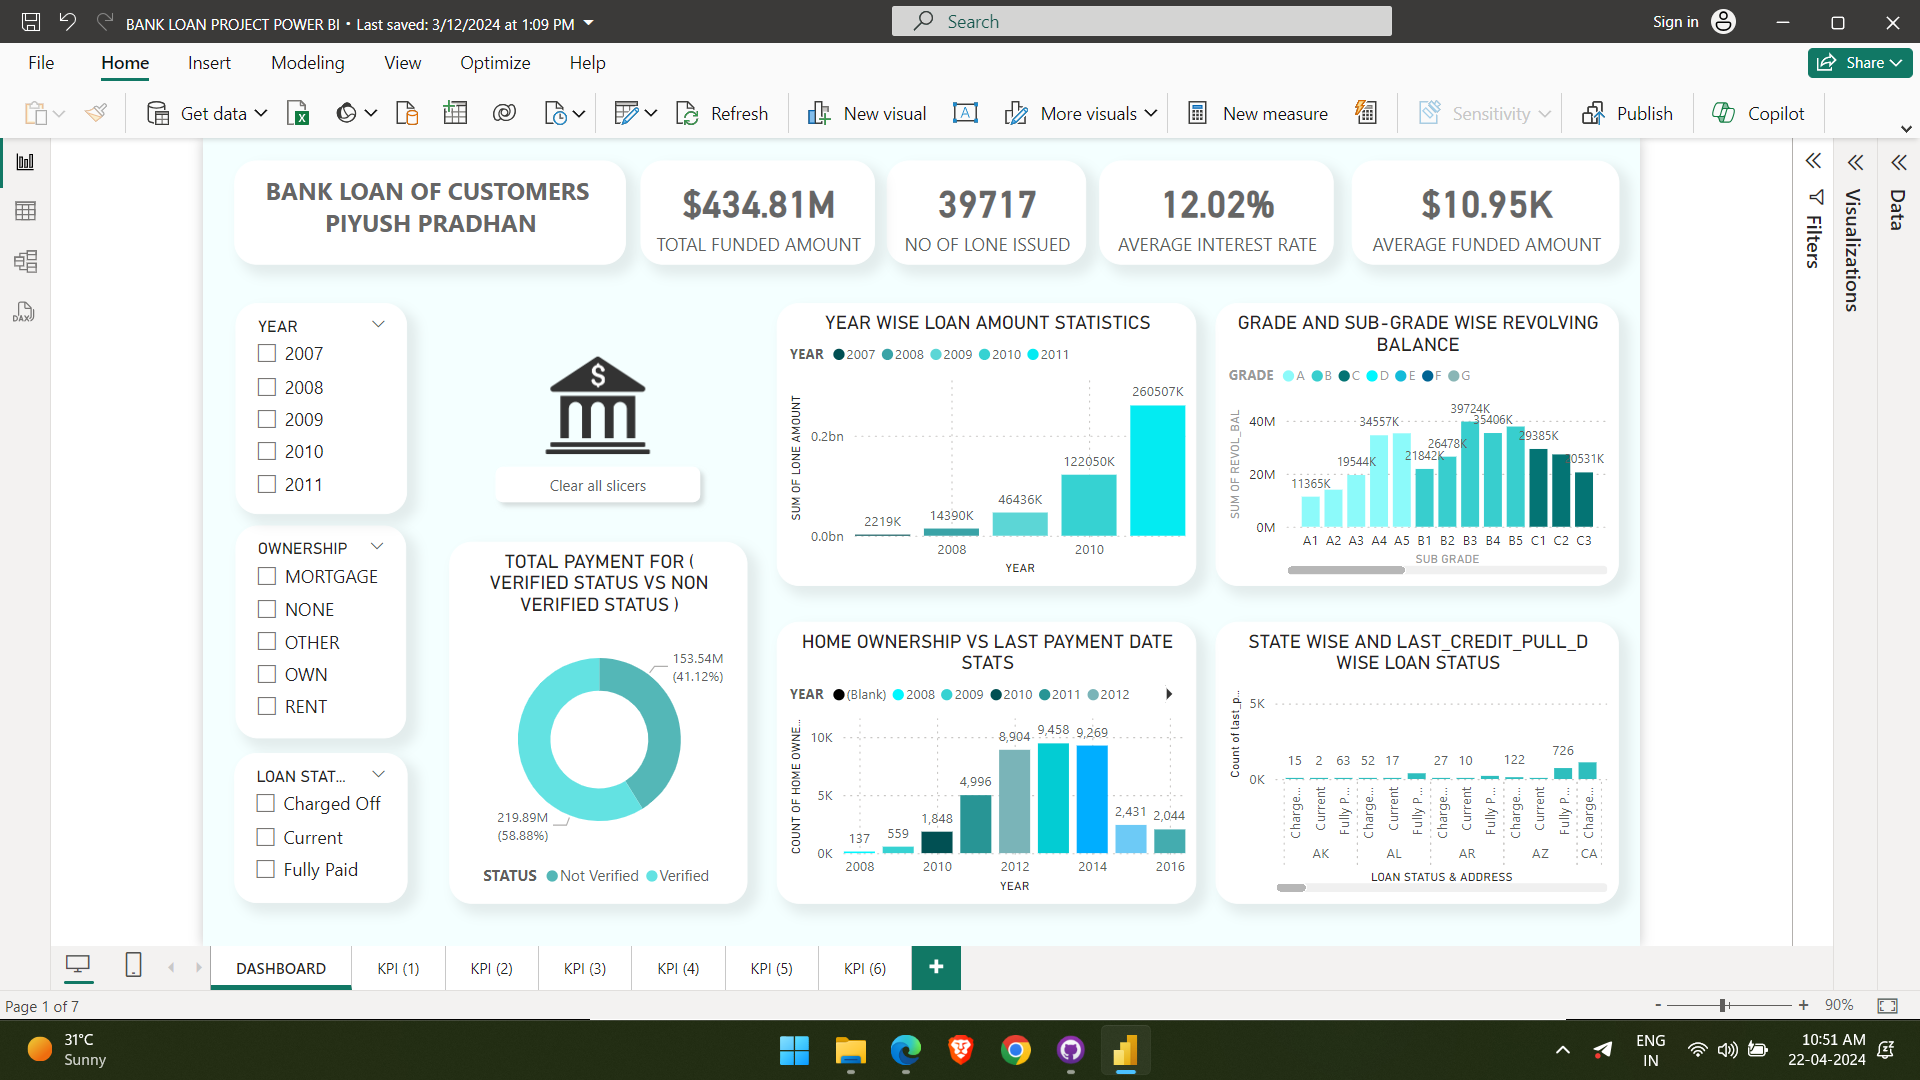 BANK LOAN PROJECT POWER BI • Last saved: 3/12/2024 at 1:09 PM
Search
Sign in
File Home Insert Modeling View Optimize Help
Share
Get data
Refresh
New visual
A
More visuals
New measure
Sensitivity
Publish
Copilot
BANK LOAN OF CUSTOMERS
PIYUSH PRADHAN
$434.81M
TOTAL FUNDED AMOUNT
39717
NO OF LONE ISSUED
12.02%
AVERAGE INTEREST RATE
$10.95K
AVERAGE FUNDED AMOUNT
Filters
Visualizations
Data
DAX
YEAR
2007
2008
2009
2010
2011
OWNERSHIP
MORTGAGE
NONE
OTHER
OWN
RENT
LOAN STAT...
Charged Off
Current
Fully Paid
$
Clear all slicers
TOTAL PAYMENT FOR (
VERIFIED STATUS VS NON
VERIFIED STATUS )
153.54M
(41.12%)
219.89M
(58.88%)
STATUS Not Verified Verified
YEAR WISE LOAN AMOUNT STATISTICS
YEAR 2007 2008 2009 2010 2011
SUM OF LONE AMOUNT
0.2bn
0.0bn
2219K
14390K
46436K
122050K
260507K
2008 2010
YEAR
GRADE AND SUB-GRADE WISE REVOLVING
BALANCE
GRADE A B C D E F G
SUM OF REVOL_BAL
40M
20M
0M
11365K
19544K
34557K
21842K
26478K
39724K
35406K
29385K
20531K
A1 A2 A3 A4 A5 B1 B2 B3 B4 B5 C1 C2 C3
SUB GRADE
HOME OWNERSHIP VS LAST PAYMENT DATE
STATS
YEAR (Blank) 2008 2009 2010 2011 2012
COUNT OF HOME OWNE...
10K
5K
0K
137
559
1,848
4,996
8,904
9,458
9,269
2,431
2,044
2008 2010 2012 2014 2016
YEAR
STATE WISE AND LAST_CREDIT_PULL_D
WISE LOAN STATUS
Count of last_p...
5K
0K
15 2 63 52 17 27 10 122 726
Charge... Current Fully P... Charge... Current Fully P... Charge... Current Fully P... Charge... Current Fully P... Charge...
AK AL AR AZ CA
LOAN STATUS & ADDRESS
DASHBOARD KPI (1) KPI (2) KPI (3) KPI (4) KPI (5) KPI (6) +
Page 1 of 7
- + 90%
31°C
Sunny
ENG
IN
10:51 AM
22-04-2024